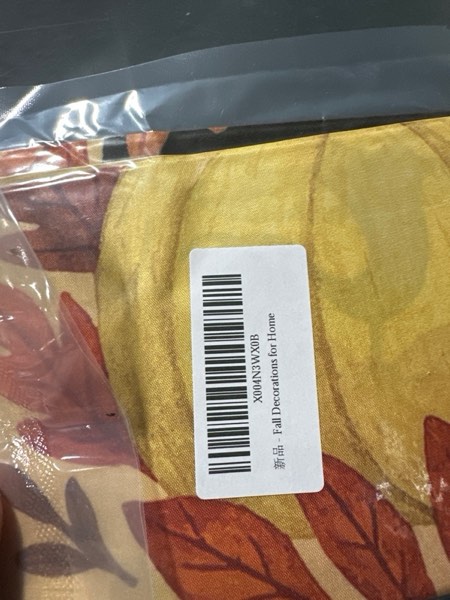 X004N3WX0B
新品 - Fall Decorations for Home